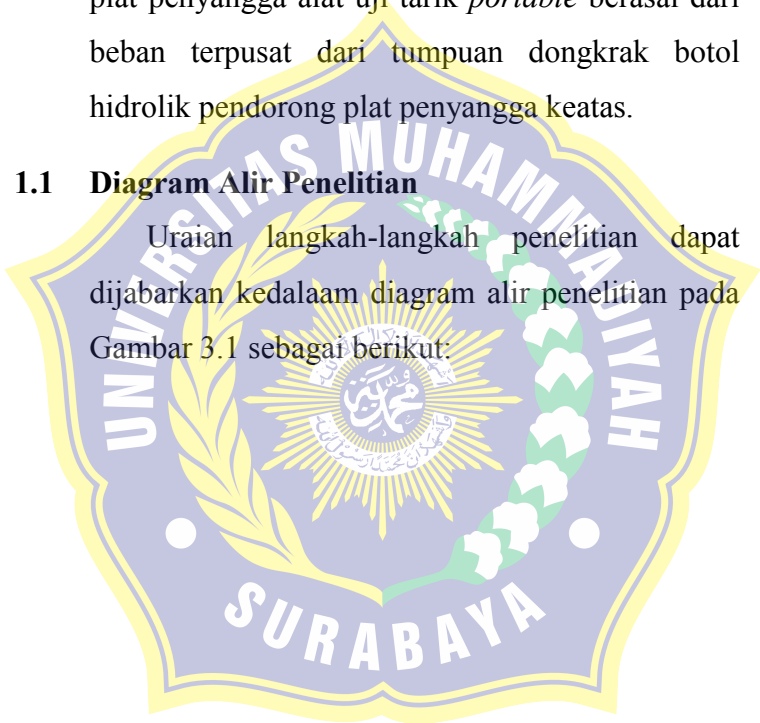 plat penyangga alat uji tarik portable berasal dari
beban terpusat dari tumpuan dongkrak botol
hidrolik pendorong plat penyangga keatas.
1.1 Diagram Alir Penelitian
Uraian langkah-langkah penelitian dapat
dijabarkan kedalaam diagram alir penelitian pada
Gambar 3.1 sebagai berikut:
UNIVERSITAS MUHAMMADIYAH
SURABAYA